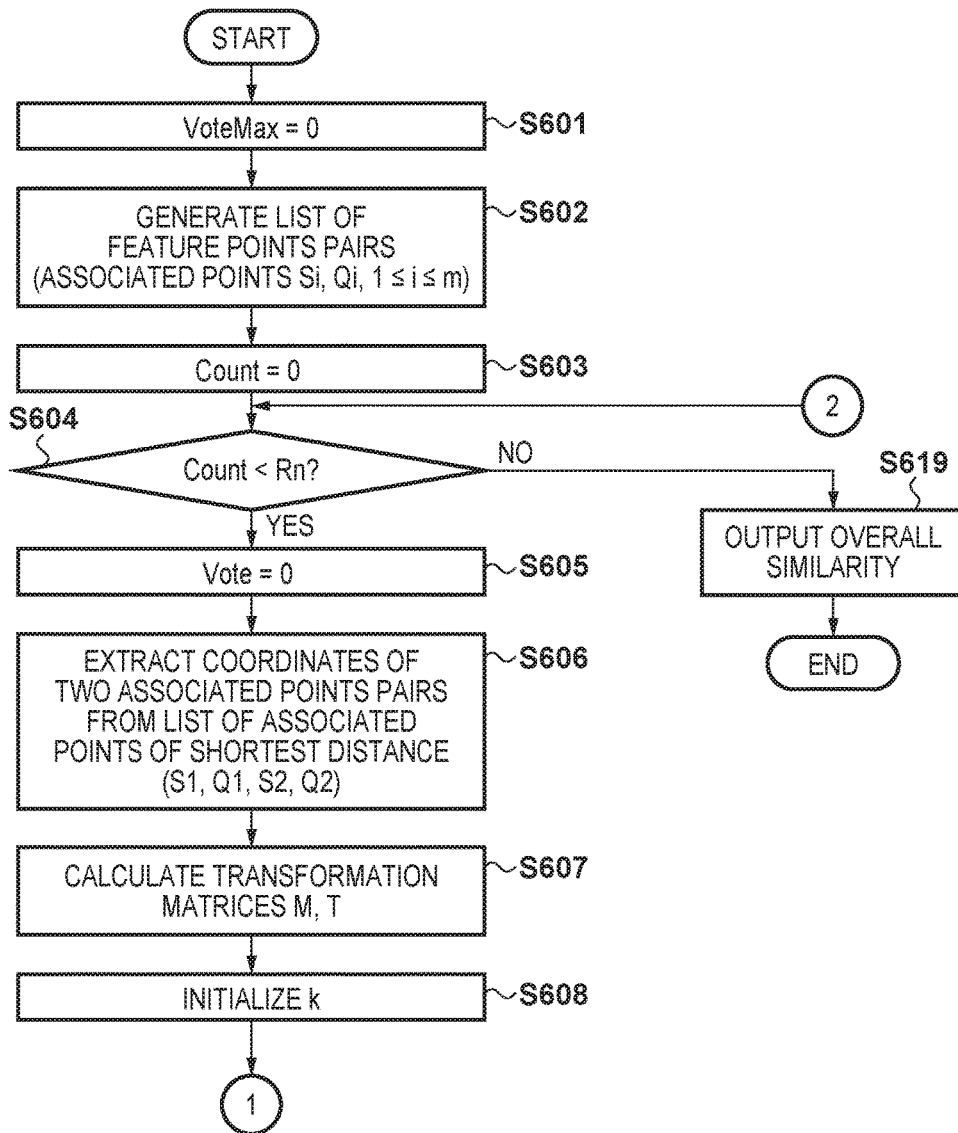 START
VoteMax = 0
S601
GENERATE LIST OF
FEATURE POINTS PAIRS
(ASSOCIATED POINTS Si, Qi, 1 ≤ i ≤ m)
S602
Count = 0
S603
2
S604
Count < Rn?
NO
YES
S619
OUTPUT OVERALL
SIMILARITY
END
Vote = 0
S605
EXTRACT COORDINATES OF
TWO ASSOCIATED POINTS PAIRS
FROM LIST OF ASSOCIATED
POINTS OF SHORTEST DISTANCE
(S1, Q1, S2, Q2)
S606
CALCULATE TRANSFORMATION
MATRICES M, T
S607
INITIALIZE k
S608
1